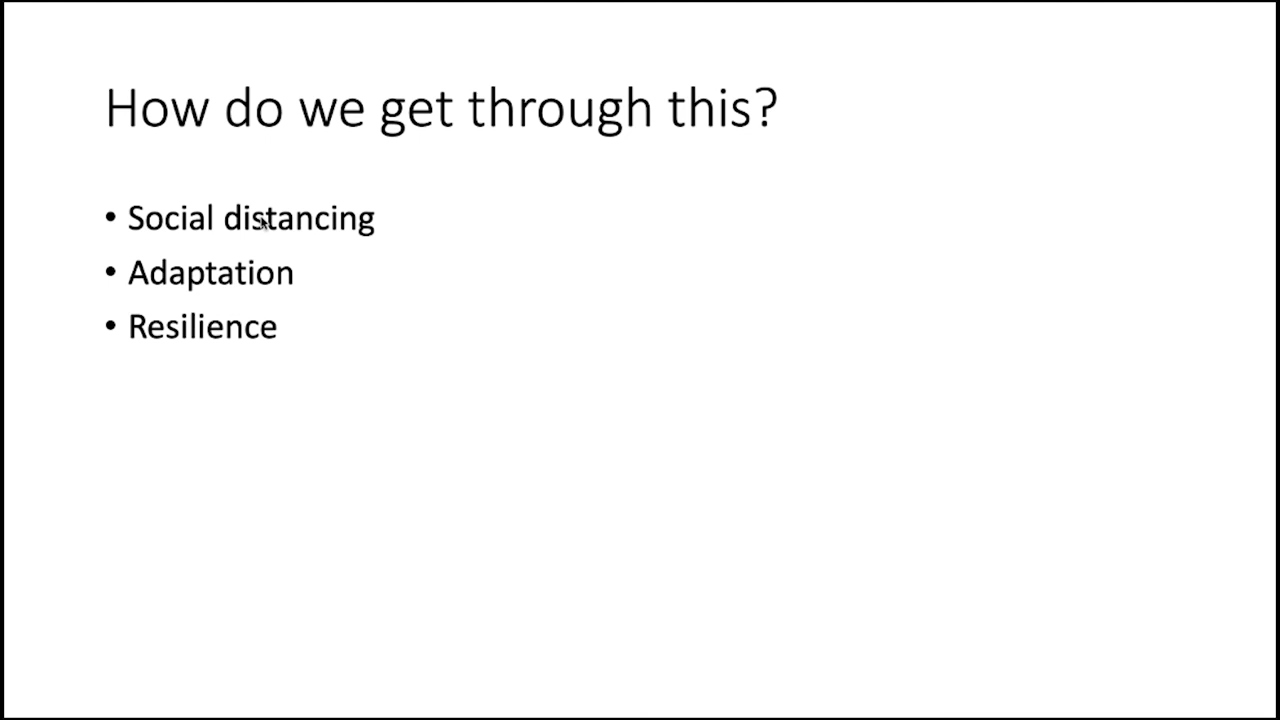 How do we get through this?
• Social distancing
• Adaptation
• Resilience